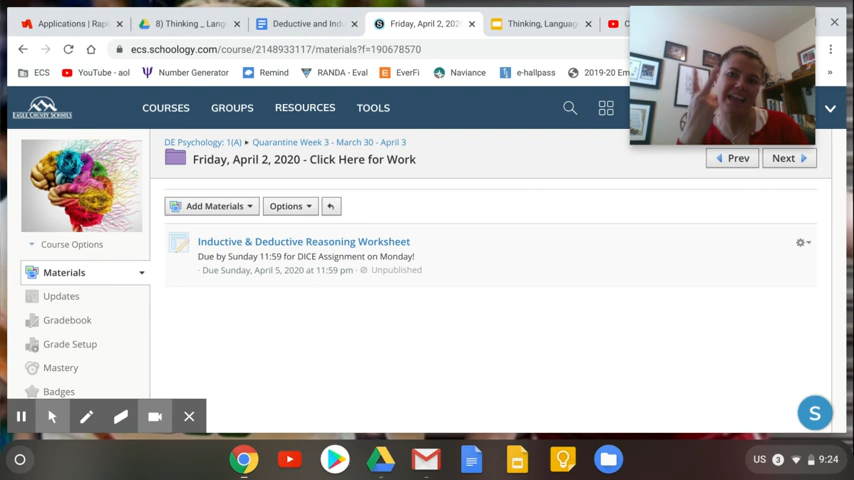 Applications | Rapi
8) Thinking _ Lang
Deductive and Ind
Friday, April 2, 202
Thinking, Languag
ecs.schoology.com/course/2148933117/materials?f=190678570
ECS
YouTube - aol
Number Generator
Remind
RANDA - Eval
EverFi
Naviance
e-hallpass
2019-20 Em
»
EAGLE COUNTY SCHOOLS
COURSES
GROUPS
RESOURCES
TOOLS
DE Psychology: 1(A) ▸ Quarantine Week 3 - March 30 - April 3
Friday, April 2, 2020 - Click Here for Work
Prev
Next
Add Materials
Options
Inductive & Deductive Reasoning Worksheet
Due by Sunday 11:59 for DICE Assignment on Monday!
· Due Sunday, April 5, 2020 at 11:59 pm · Unpublished
Course Options
Materials
Updates
Gradebook
Grade Setup
Mastery
Badges
S
US 3 9:24